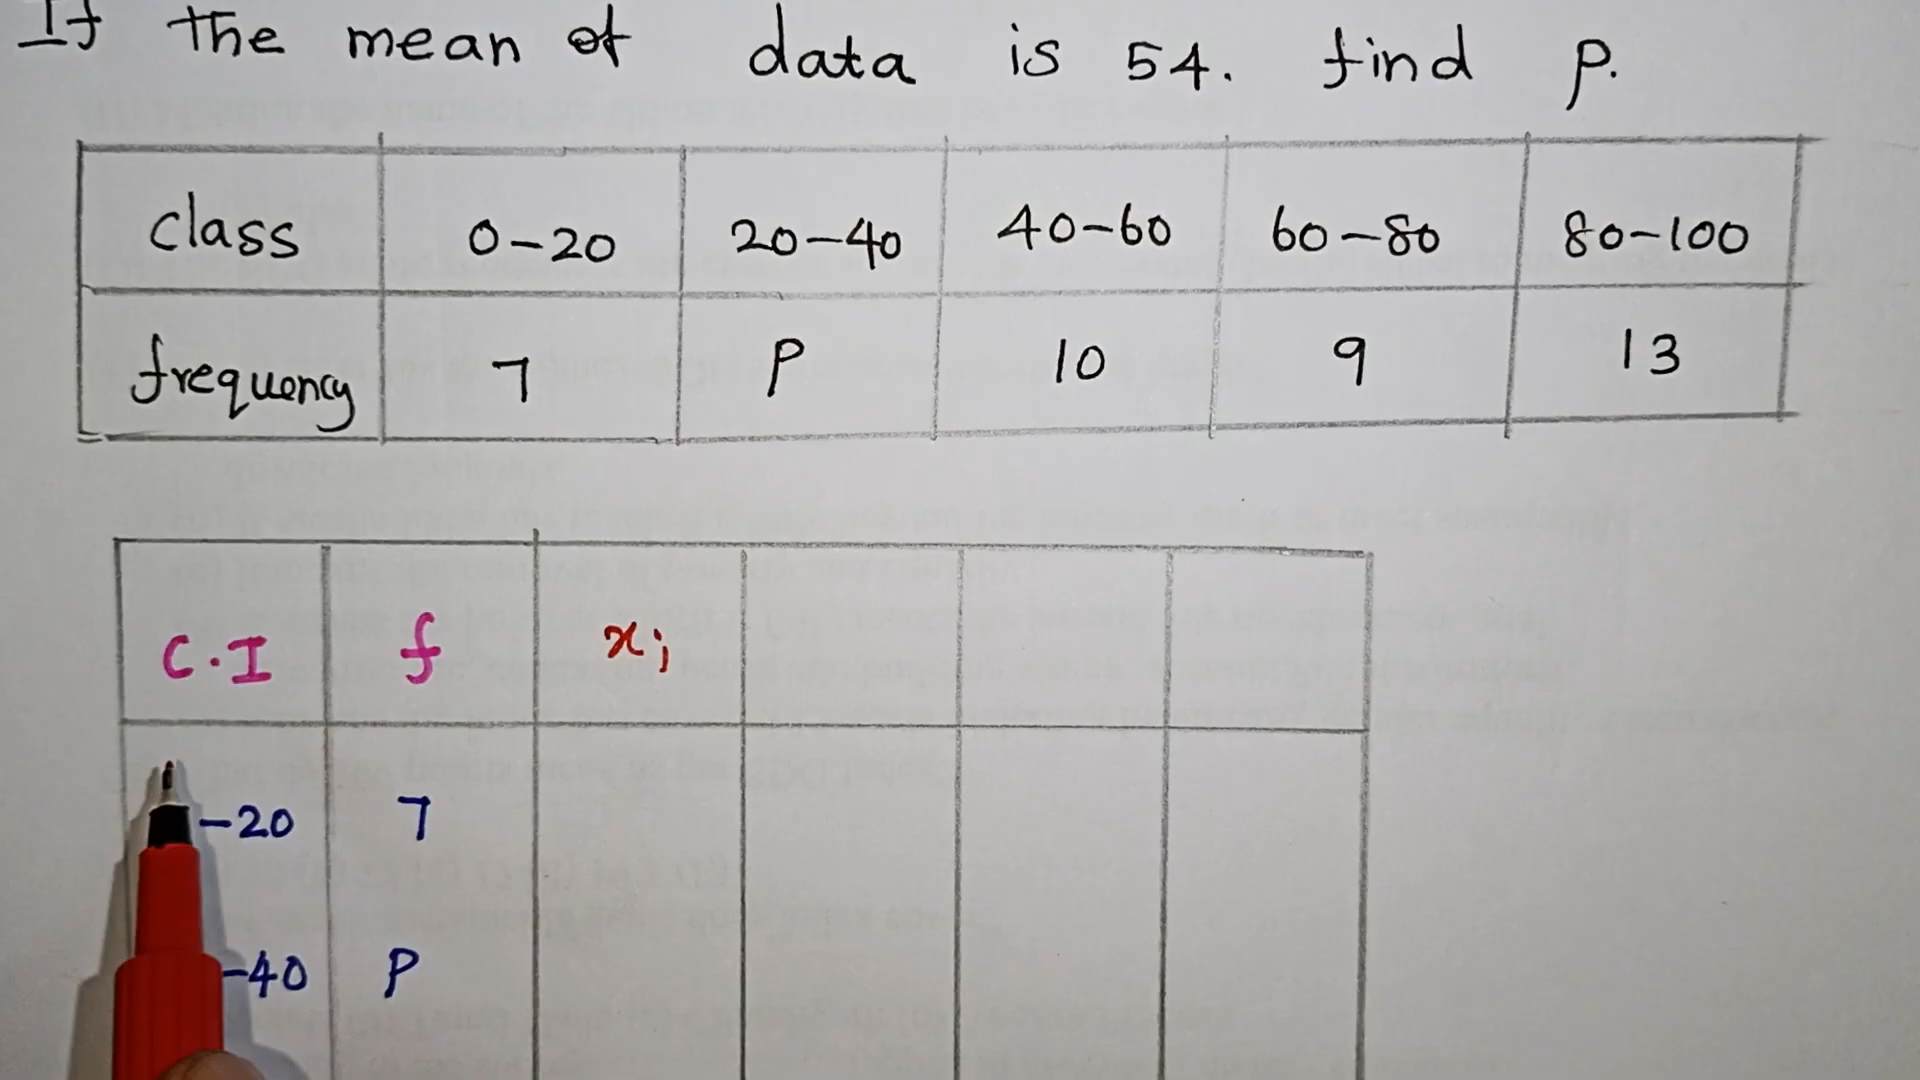 If The mean of data is 54. find P.
class 0-20 20-40 40-60 60-80 80-100
frequency 7 P 10 9 13
C.I f xi
-20 7
-40 P